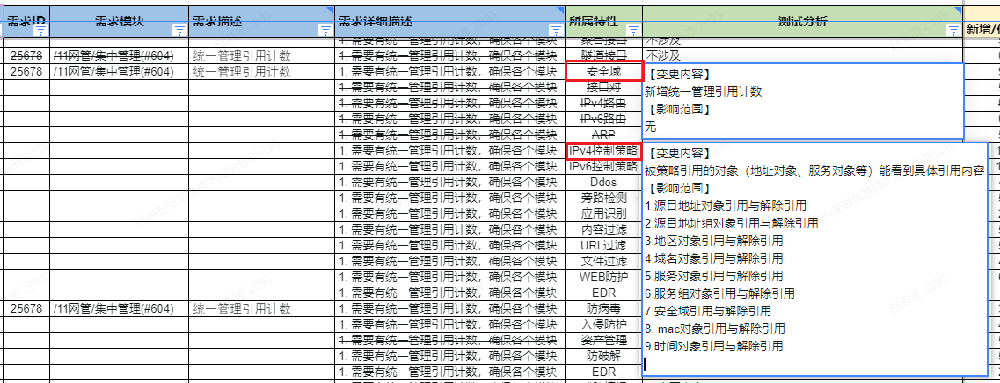 需求ID 需求模块 需求描述 需求详细描述 所属特性 测试分析
新增/
1. 需要有统一管理引用计数，确保各个模块 聚合接口 不涉及
25678 /11网管/集中管理(#604) 统一管理引用计数 1. 需要有统一管理引用计数，确保各个模块 隧道接口 不涉及
25678 /11网管/集中管理(#604) 统一管理引用计数 1. 需要有统一管理引用计数，确保各个模块 安全域
1. 需要有统一管理引用计数，确保各个模块 接口对
1. 需要有统一管理引用计数，确保各个模块 IPv4路由
1. 需要有统一管理引用计数，确保各个模块 IPv6路由
1. 需要有统一管理引用计数，确保各个模块 ARP
【变更内容】
新增统一管理引用计数
【影响范围】
无
1. 需要有统一管理引用计数，确保各个模块 IPv4控制策略
1. 需要有统一管理引用计数，确保各个模块 IPv6控制策略
1. 需要有统一管理引用计数，确保各个模块 Ddos
1. 需要有统一管理引用计数，确保各个模块 旁路检测
1. 需要有统一管理引用计数，确保各个模块 应用识别
1. 需要有统一管理引用计数，确保各个模块 内容过滤
1. 需要有统一管理引用计数，确保各个模块 URL过滤
1. 需要有统一管理引用计数，确保各个模块 文件过滤
1. 需要有统一管理引用计数，确保各个模块 WEB防护
1. 需要有统一管理引用计数，确保各个模块 EDR
25678 /11网管/集中管理(#604) 统一管理引用计数 1. 需要有统一管理引用计数，确保各个模块 防病毒
1. 需要有统一管理引用计数，确保各个模块 入侵防护
1. 需要有统一管理引用计数，确保各个模块 资产管理
1. 需要有统一管理引用计数，确保各个模块 防破解
1. 需要有统一管理引用计数，确保各个模块 EDR
【变更内容】
被策略引用的对象（地址对象、服务对象等）能看到具体引用内容
【影响范围】
1.源目地址对象引用与解除引用
2.源目地址组对象引用与解除引用
3.地区对象引用与解除引用
4.域名对象引用与解除引用
5.服务对象引用与解除引用
6.服务组对象引用与解除引用
7.安全域引用与解除引用
8. mac对象引用与解除引用
9.时间对象引用与解除引用